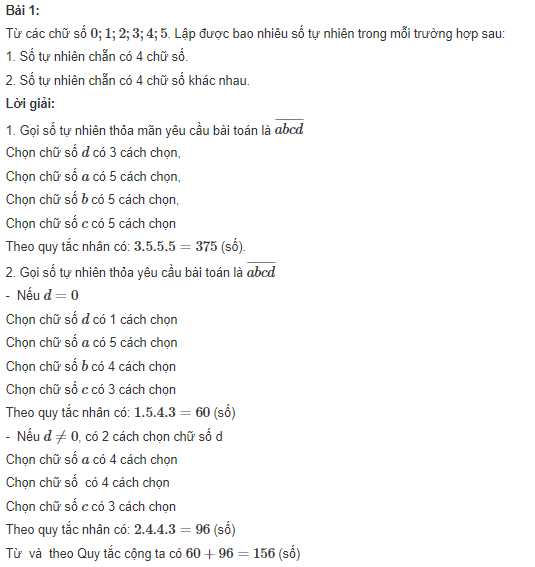 Bài 1:
Từ các chữ số 0; 1; 2; 3; 4; 5. Lập được bao nhiêu số tự nhiên trong mỗi trường hợp sau:
1. Số tự nhiên chẵn có 4 chữ số.
2. Số tự nhiên chẵn có 4 chữ số khác nhau.
Lời giải:
1. Gọi số tự nhiên thỏa mãn yêu cầu bài toán là \overline{abcd}
Chọn chữ số d có 3 cách chọn,
Chọn chữ số a có 5 cách chọn,
Chọn chữ số b có 5 cách chọn,
Chọn chữ số c có 5 cách chọn
Theo quy tắc nhân có: 3.5.5.5 = 375 (số).
2. Gọi số tự nhiên thỏa yêu cầu bài toán là \overline{abcd}
- Nếu d = 0
Chọn chữ số d có 1 cách chọn
Chọn chữ số a có 5 cách chọn
Chọn chữ số b có 4 cách chọn
Chọn chữ số c có 3 cách chọn
Theo quy tắc nhân có: 1.5.4.3 = 60 (số)
- Nếu d ≠ 0, có 2 cách chọn chữ số d
Chọn chữ số a có 4 cách chọn
Chọn chữ số có 4 cách chọn
Chọn chữ số c có 3 cách chọn
Theo quy tắc nhân có: 2.4.4.3 = 96 (số)
Từ và theo Quy tắc cộng ta có 60 + 96 = 156 (số)